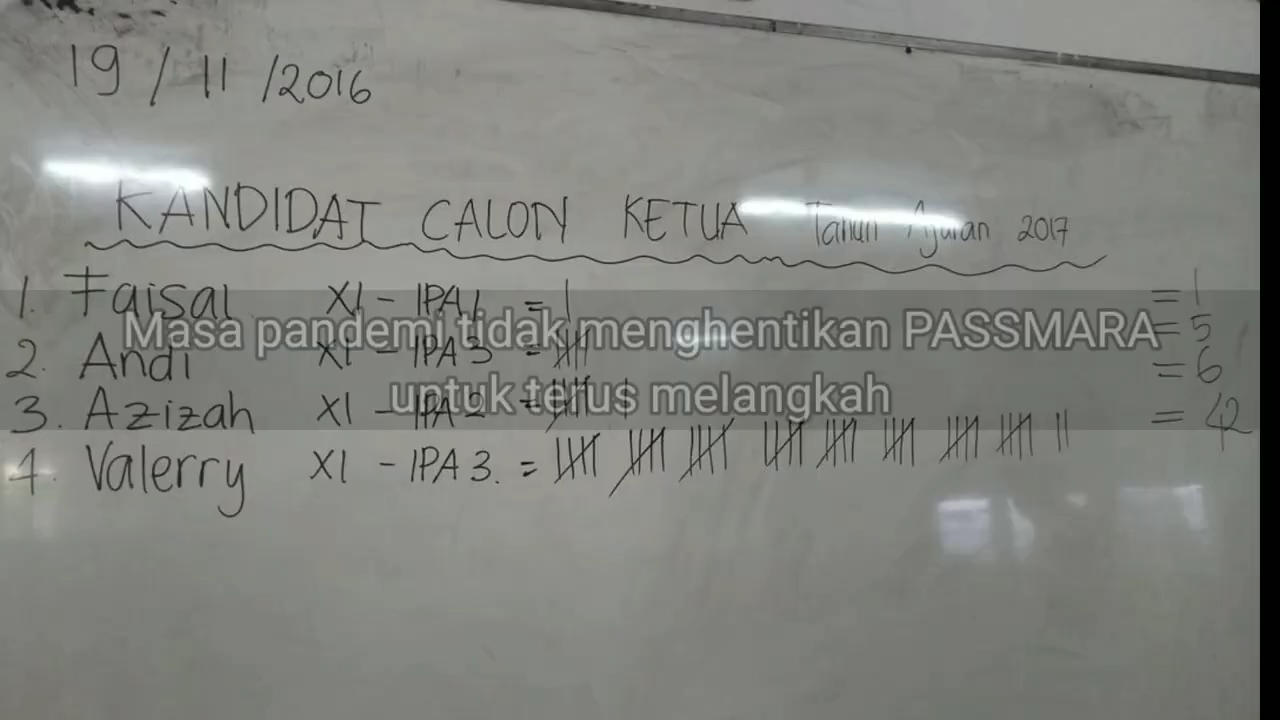 19 / 11 / 2016
KANDIDAT CALON KETUA Tahun Ajuran 2017
1. Faisal XI - IPA 1 = | = 1
Masa pandemi tidak menghentikan PASSMARA
2. Andi XI - IPA 3 = 𝍸 = 5
untuk terus melangkah
3. Azizah XI - IPA 2 = 𝍸 | = 6
4. Valerry XI - IPA 3. = 𝍸 𝍸 𝍸 𝍸 𝍸 𝍸 𝍸 𝍸 || = 42